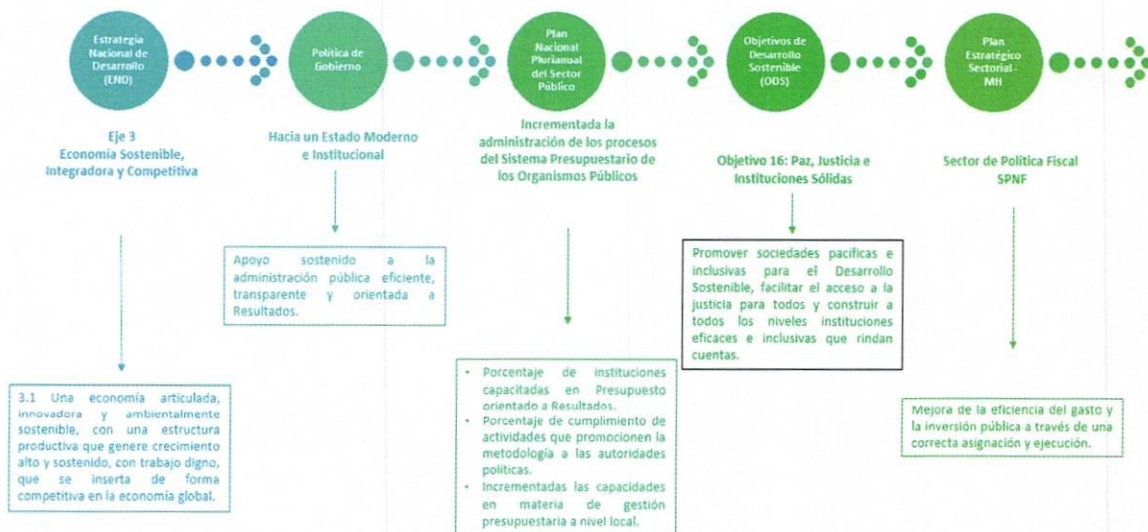 Estrategia
Nacional de
Desarrollo
(END)
Política de
Gobierno
Plan
Nacional
Plurianual
del Sector
Público
Objetivos de
Desarrollo
Sostenible
(ODS)
Plan
Estratégico
Sectorial-
MH
Eje 3
Economía Sostenible,
Integradora y Competitiva
Hacia un Estado Moderno
e Institucional
Incrementada la
administración de los procesos
del Sistema Presupuestario de
los Organismos Públicos
Objetivo 16: Paz, Justicia e
Instituciones Sólidas
Sector de Política Fiscal
SPNF
3.1 Una economía articulada,
innovadora y ambientalmente
sostenible, con una estructura
productiva que genere crecimiento
alto y sostenido, con trabajo digno,
que se inserta de forma
competitiva en la economía global.
Apoyo sostenido a la
administración pública eficiente,
transparente y orientada a
Resultados.
• Porcentaje de instituciones
capacitadas en Presupuesto
orientado a Resultados.
• Porcentaje de cumplimiento de
actividades que promocionen la
metodología a las autoridades
políticas.
• Incrementadas las capacidades
en materia de gestión
presupuestaria a nivel local.
Promover sociedades pacíficas e
inclusivas para el Desarrollo
Sostenible, facilitar el acceso a la
justicia para todos y construir a
todos los niveles instituciones
eficaces e inclusivas que rindan
cuentas.
Mejora de la eficiencia del gasto y
la inversión pública a través de una
correcta asignación y ejecución.